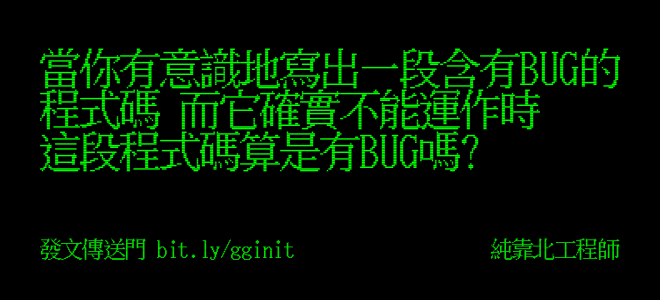 當你有意識地寫出一段含有BUG的
程式碼 而它確實不能運作時
這段程式碼算是有BUG嗎?
發文傳送門 bit.ly/gginit 純靠北工程師